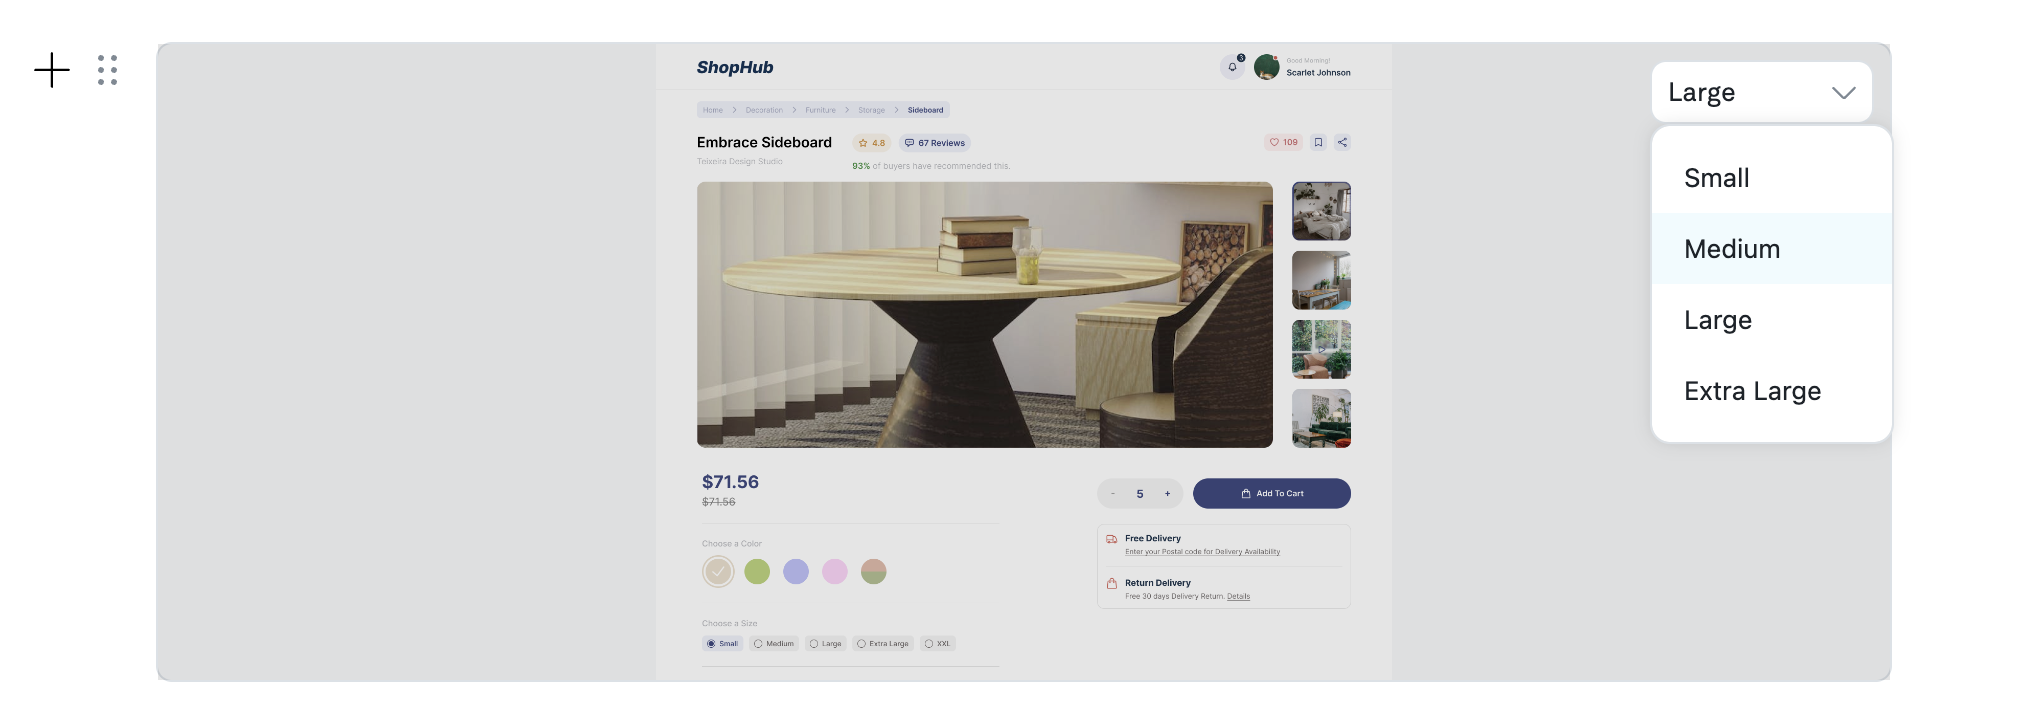 ShopHub
3
Good Morning!
Scarlet Johnson
Large
Home > Decoration > Furniture > Storage > Sideboard
Embrace Sideboard
4.8
67 Reviews
109
Teixeira Design Studio
93% of buyers have recommended this.
Small
Medium
Large
Extra Large
$71.56
$71.56
- 5 +
Add To Cart
Choose a Color
Free Delivery
Enter your Postal code for Delivery Availability
Return Delivery
Free 30 days Delivery Return. Details
Choose a Size
Small
Medium
Large
Extra Large
XXL